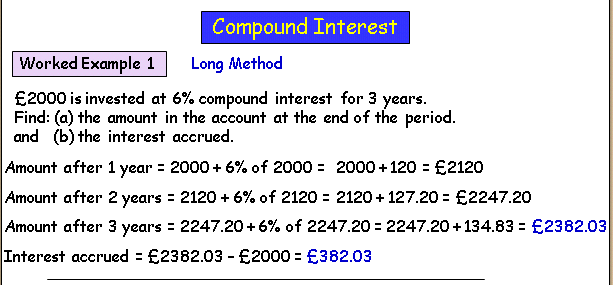 Compound Interest
Worked Example 1 Long Method
£2000 is invested at 6% compound interest for 3 years.
Find: (a) the amount in the account at the end of the period.
and (b) the interest accrued.
Amount after 1 year = 2000 + 6% of 2000 = 2000 + 120 = £2120
Amount after 2 years = 2120 + 6% of 2120 = 2120 + 127.20 = £2247.20
Amount after 3 years = 2247.20 + 6% of 2247.20 = 2247.20 + 134.83 = £2382.03
Interest accrued = £2382.03 – £2000 = £382.03